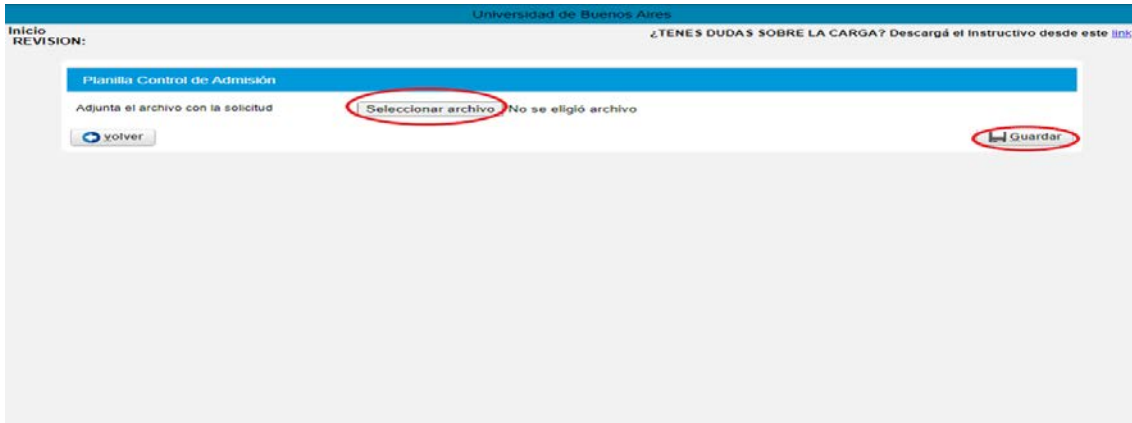 Universidad de Buenos Aires
Inicio
REVISION:
¿TENES DUDAS SOBRE LA CARGA? Descargá el Instructivo desde este link
Planilla Control de Admisión
Adjunta el archivo con la solicitud
Seleccionar archivo No se eligió archivo
volver
Guardar